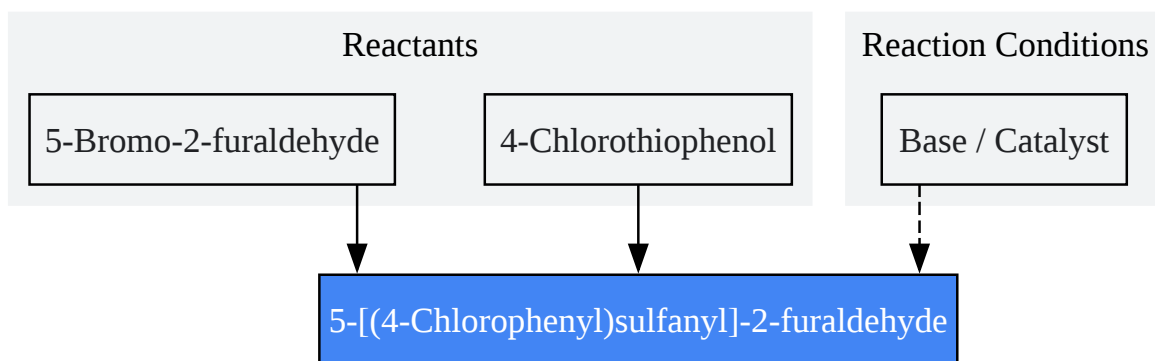 Reactants
Reaction Conditions
5-Bromo-2-furaldehyde
4-Chlorothiophenol
Base / Catalyst
5-[(4-Chlorophenyl)sulfanyl]-2-furaldehyde